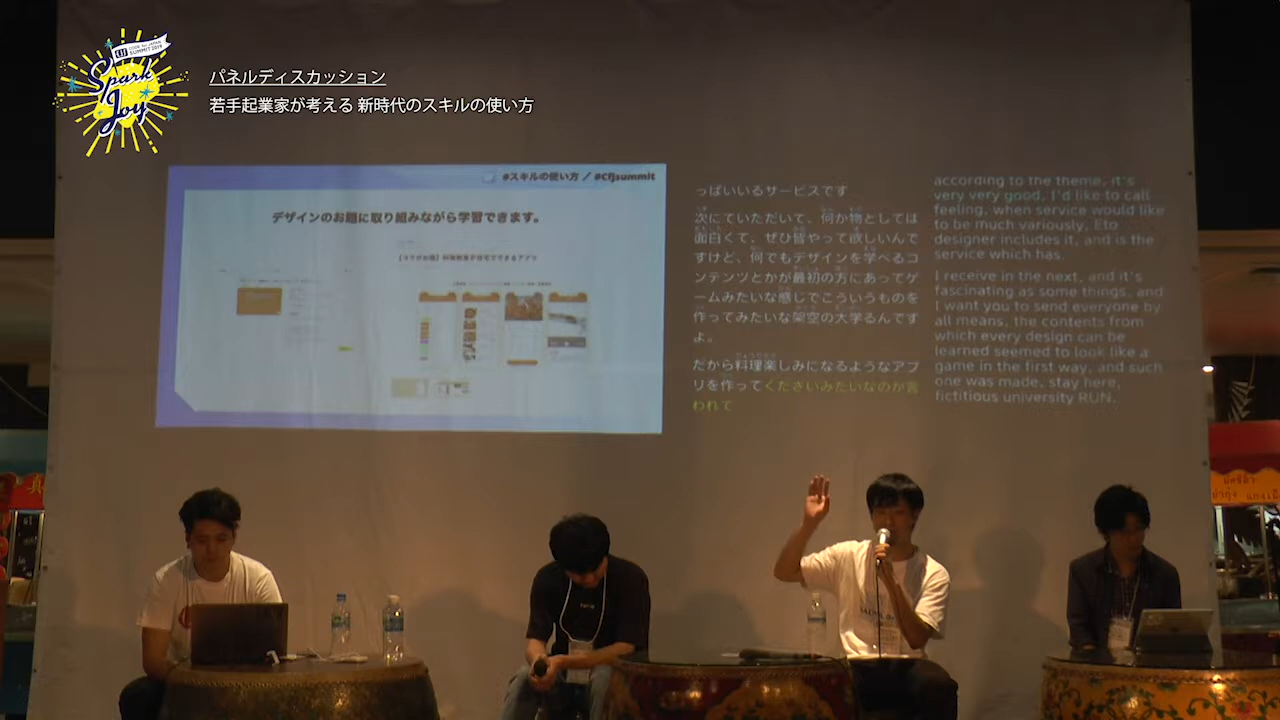 CODE for JAPAN
SUMMIT 2019
Spark
Joy
パネルディスカッション
若手起業家が考える 新時代のスキルの使い方
#スキルの使い方 / #Cfjsummit
デザインのお題に取り組みながら学習できます。
っぱいいるサービスです
次にていただいて、何か物としては
面白くて、ぜひ皆やって欲しいんで
すけど、何でもデザインを学べるコ
ンテンツとかが最初の方にあってゲ
ームみたいな感じでこういうものを
作ってみたいな架空の大学るんです
よ。
だから料理楽しみになるようなアプ
リを作ってくださいみたいなのが言
われて
according to the theme, it's
very very good. I'd like to call
feeling. when service would like
to be much variously. Eto
designer includes it, and is the
service which has.
I receive in the next, and it's
fascinating as some things, and
I want you to send everyone by
all means, the contents from
which every design can be
learned seemed to look like a
game in the first way, and such
one was made, stay here,
fictitious university RUN.